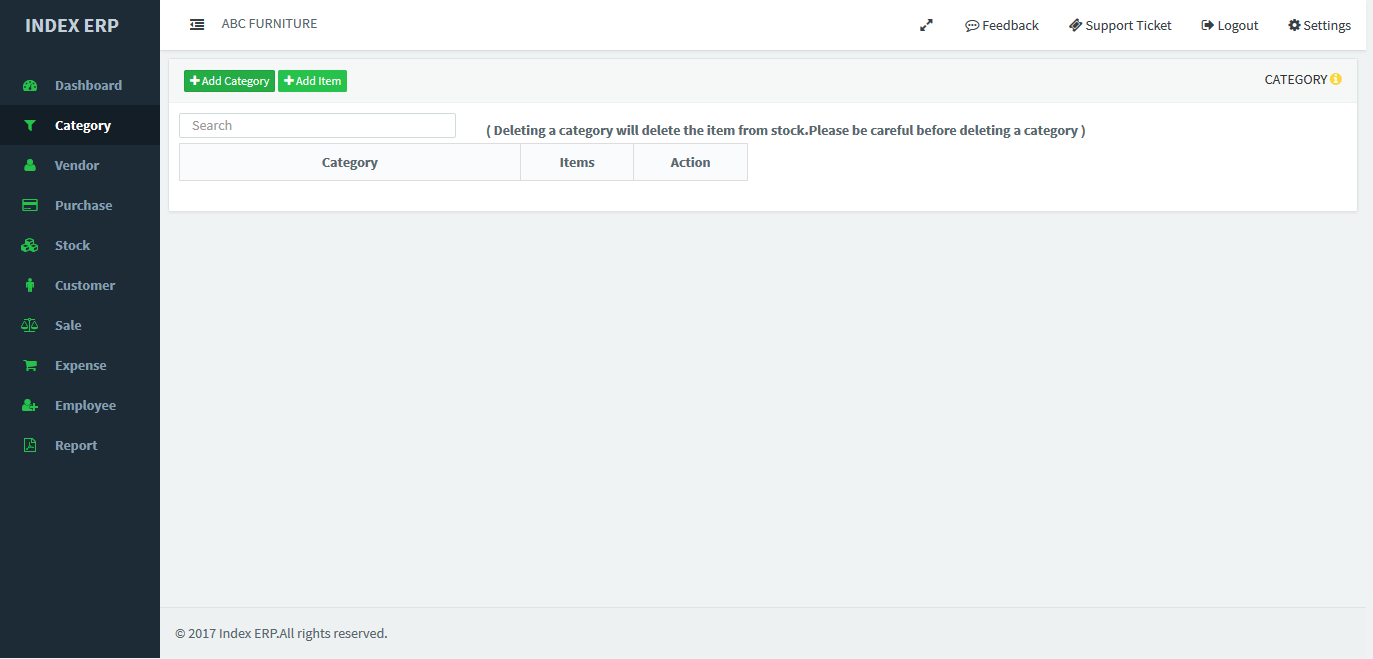 INDEX ERP
ABC FURNITURE
Feedback
Support Ticket
Logout
Settings
Dashboard
Category
Vendor
Purchase
Stock
Customer
Sale
Expense
Employee
Report
Add Category
Add Item
CATEGORY
Search
( Deleting a category will delete the item from stock.Please be careful before deleting a category )
Category Items Action
© 2017 Index ERP.All rights reserved.